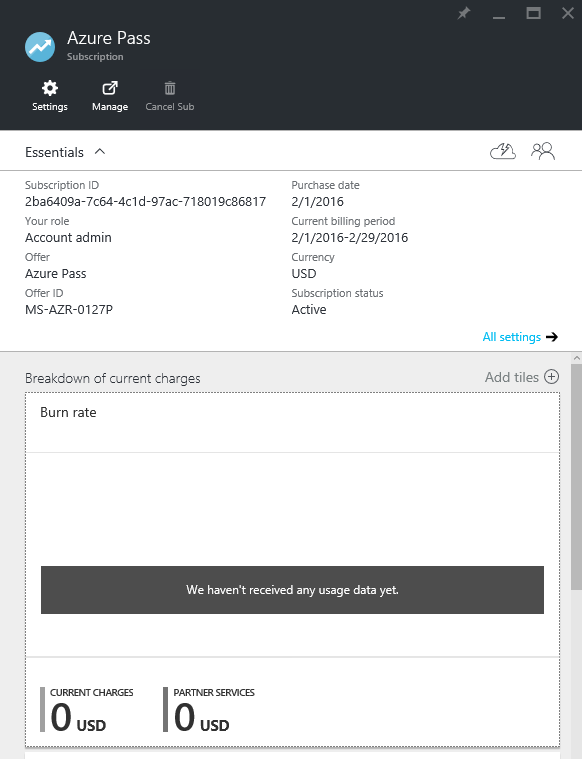 Azure Pass
Subscription
Settings
Manage
Cancel Sub
Essentials
Subscription ID
2ba6409a-7c64-4c1d-97ac-718019c86817
Purchase date
2/1/2016
Your role
Account admin
Current billing period
2/1/2016-2/29/2016
Offer
Azure Pass
Currency
USD
Offer ID
MS-AZR-0127P
Subscription status
Active
All settings
Breakdown of current charges
Add tiles
Burn rate
We haven't received any usage data yet.
CURRENT CHARGES
0 USD
PARTNER SERVICES
0 USD